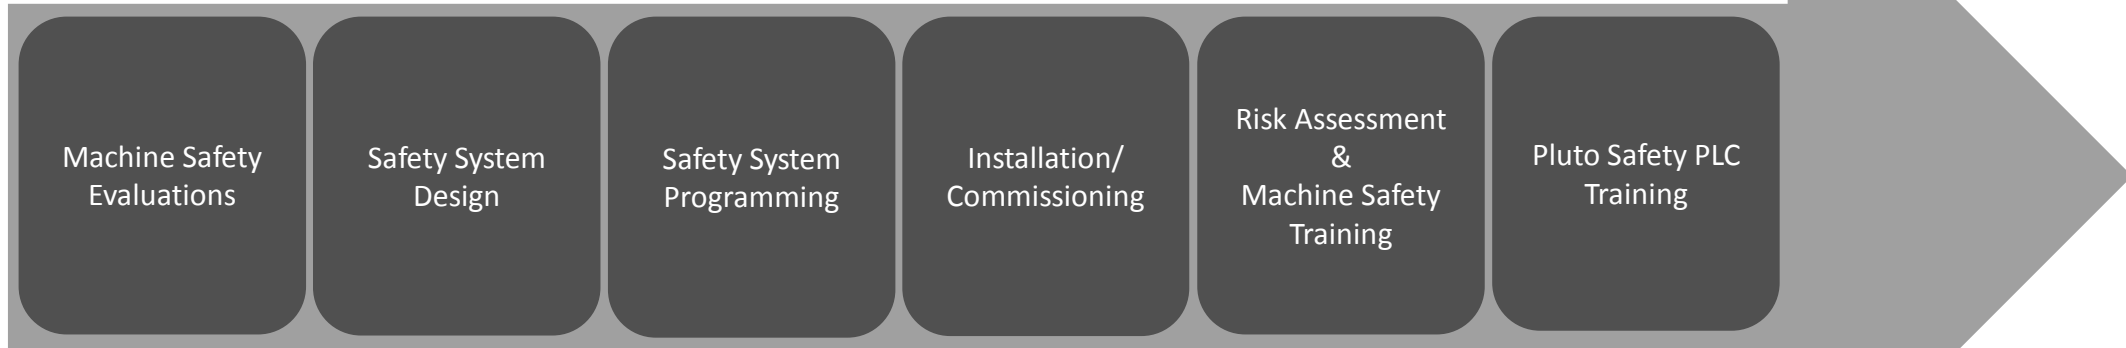 Machine Safety
Evaluations
Safety System
Design
Safety System
Programming
Installation/
Commissioning
Risk Assessment
&
Machine Safety
Training
Pluto Safety PLC
Training